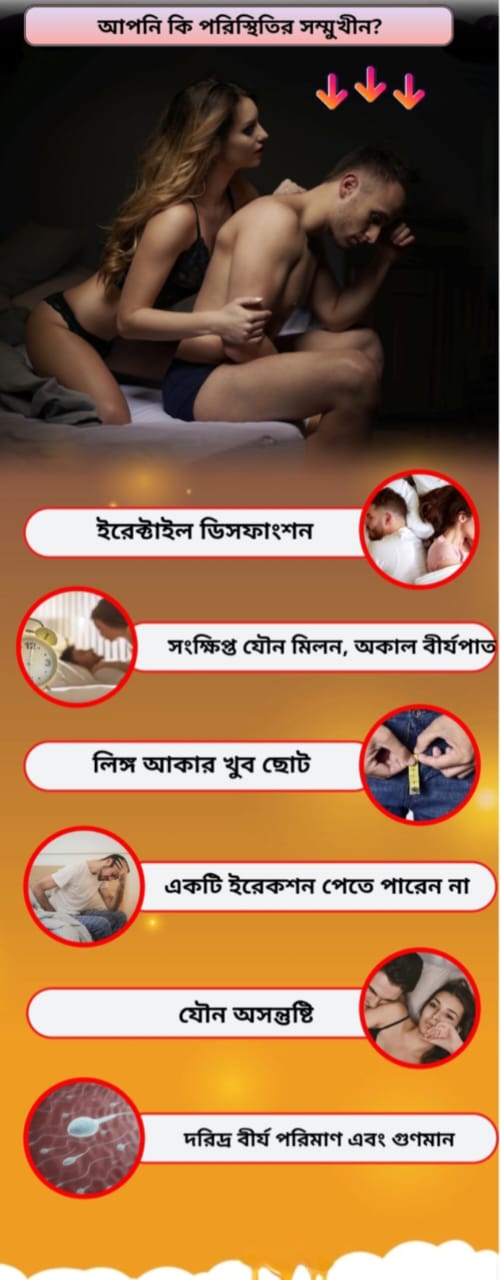 আপনি কি পরিস্থিতির সম্মুখীন?
ইরেক্টাইল ডিসফাংশন
সংক্ষিপ্ত যৌন মিলন, অকাল বীর্যপাত
লিঙ্গ আকার খুব ছোট
একটি ইরেকশন পেতে পারেন না
যৌন অসন্তুষ্টি
দরিদ্র বীর্য পরিমাণ এবং গুণমান